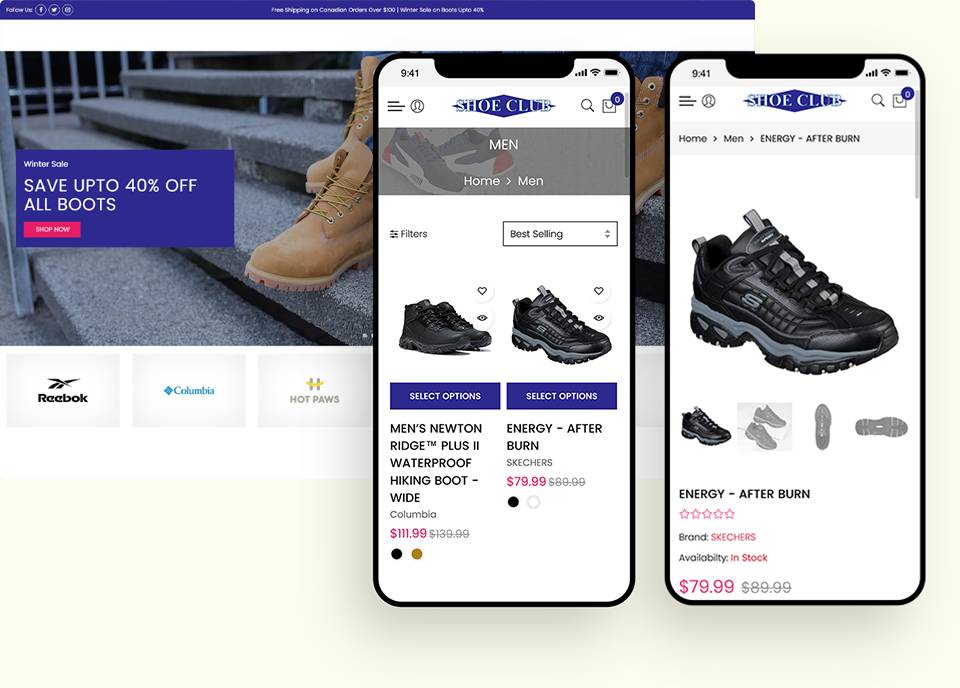 Follow Us:
Free Shipping on Canadian Orders Over $100 | Winter Sale on Boots Upto 40%
Winter Sale
SAVE UPTO 40% OFF
ALL BOOTS
SHOP NOW
Reebok
Columbia
HOT PAWS
9:41
SHOE CLUB
0
MEN
Home > Men
Filters
Best Selling
SELECT OPTIONS
MEN'S NEWTON
RIDGE™ PLUS II
WATERPROOF
HIKING BOOT -
WIDE
Columbia
$111.99 $139.99
SELECT OPTIONS
ENERGY - AFTER
BURN
SKECHERS
$79.99 $89.99
9:41
SHOE CLUB
0
Home > Men > ENERGY - AFTER BURN
ENERGY - AFTER BURN
Brand: SKECHERS
Availabilty: In Stock
$79.99 $89.99